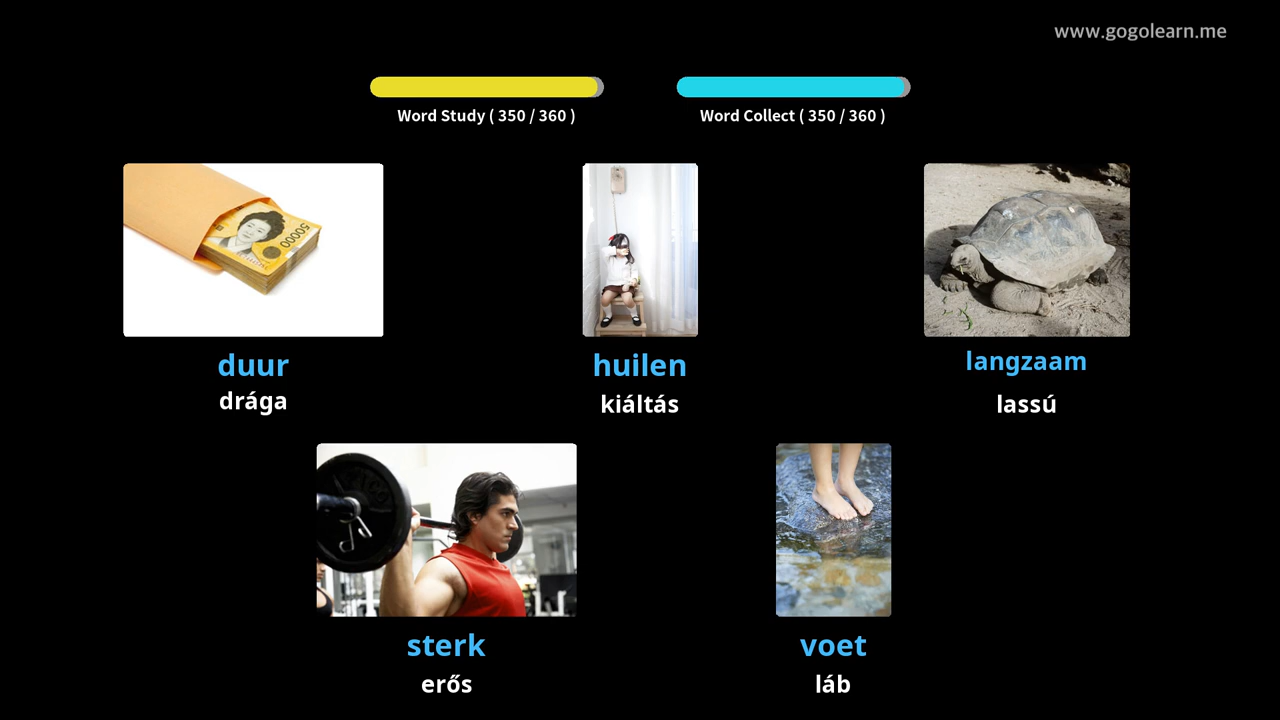 www.gogolearn.me
Word Study ( 350 / 360 )
Word Collect ( 350 / 360 )
50000
duur
drága
huilen
kiáltás
langzaam
lassú
sterk
erős
voet
láb